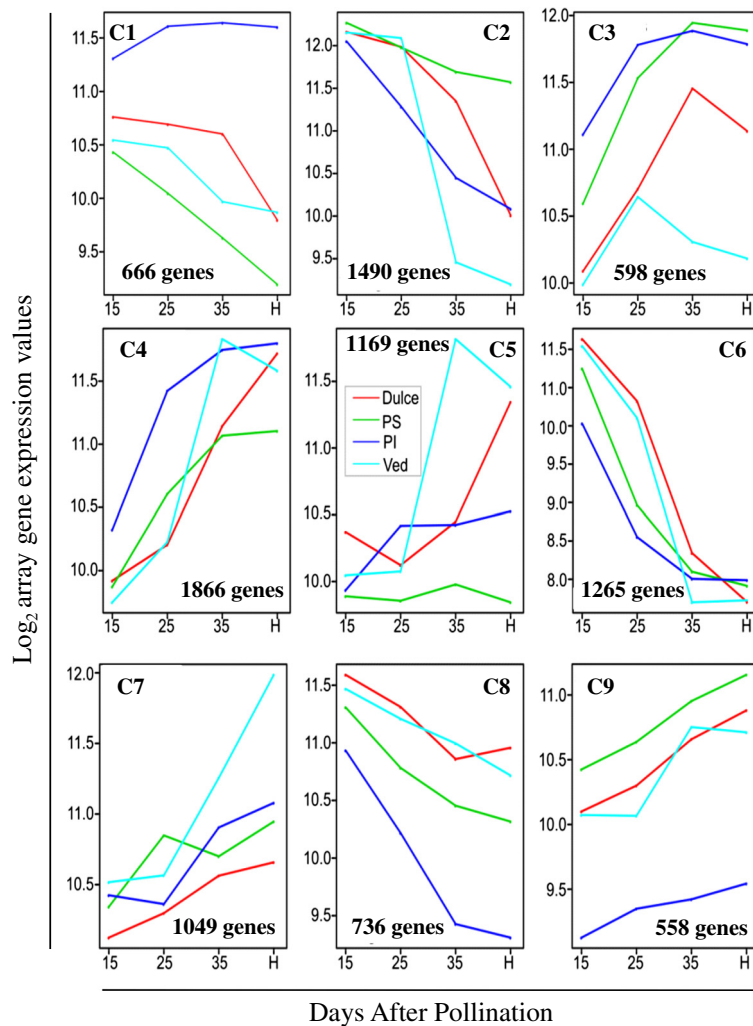 Log2 array gene expression values
C1
11.5
11.0
10.5
10.0
9.5
666 genes
15 25 35 H
C2
12.0
11.5
11.0
10.5
10.0
9.5
1490 genes
15 25 35 H
C3
12.0
11.5
11.0
10.5
10.0
598 genes
15 25 35 H
C4
11.5
11.0
10.5
10.0
1866 genes
15 25 35 H
1169 genes
C5
11.5
11.0
10.5
10.0
Dulce
PS
PI
Ved
15 25 35 H
C6
11.5
11.0
10.0
9.5
9.0
8.5
8.0
1265 genes
15 25 35 H
C7
12.0
11.5
11.0
10.5
1049 genes
15 25 35 H
C8
11.5
11.0
10.5
10.0
9.5
736 genes
15 25 35 H
C9
11.0
10.5
10.0
9.5
558 genes
15 25 35 H
Days After Pollination